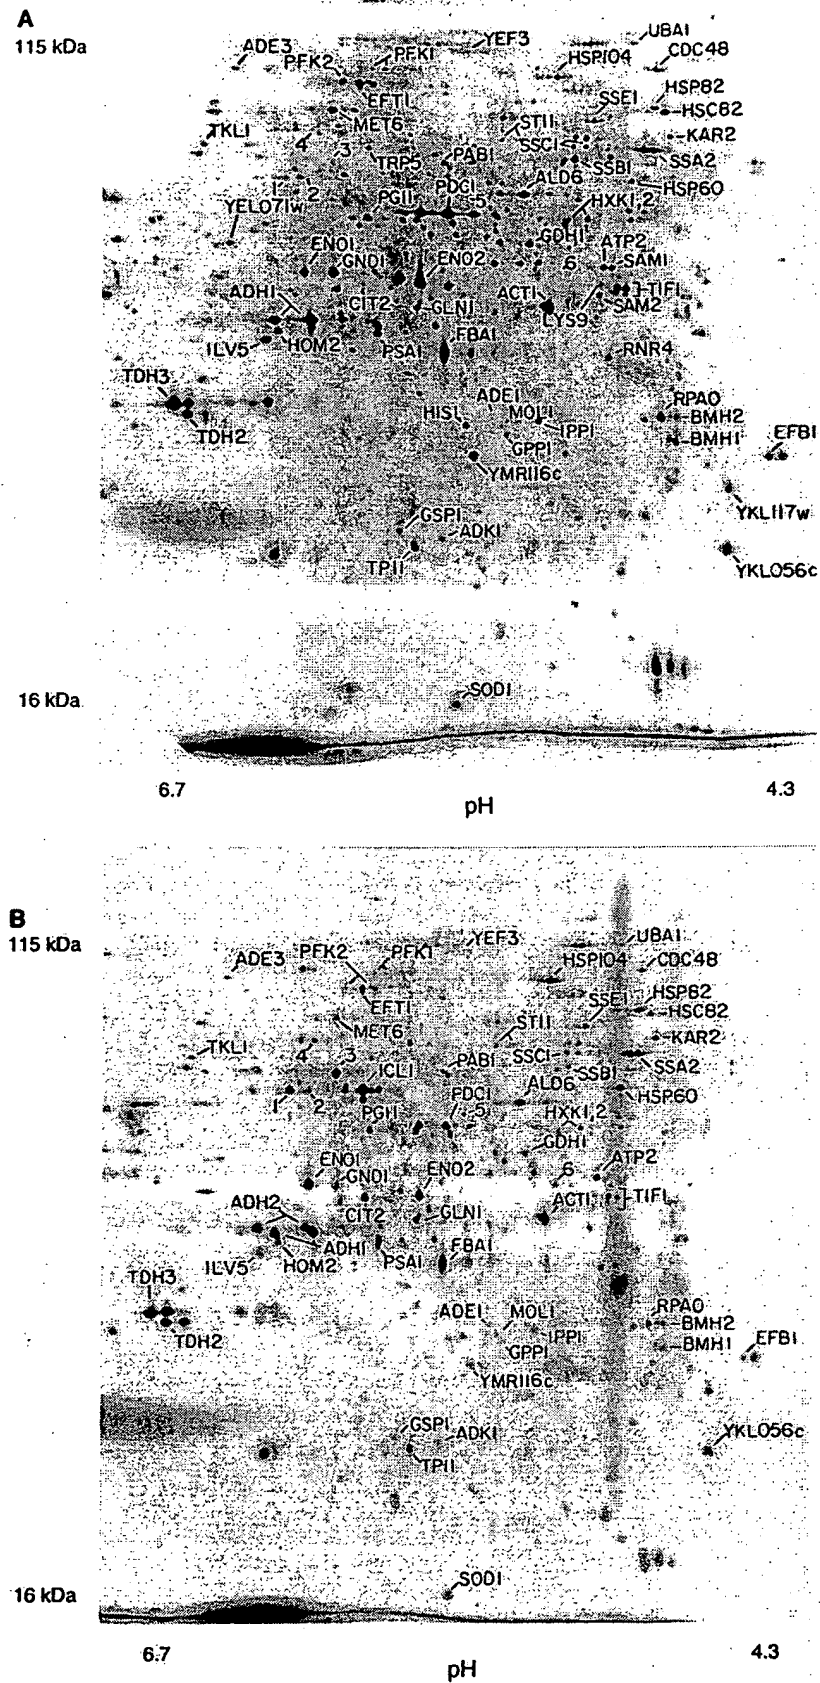 A
115 kDa
ADE3
PFK2
PFK1
YEF3
UBA1
HSP104
CDC48
EFT1
HSP82
SSE1
HSC82
TKL1
MET6
STI1
KAR2
4
3
TRP5
PAB1
SSC1
SSB1
SSA2
1
2
PGI1
PDC1
5
ALD6
HSP60
YEL071w
HXK1,2
GDH1
ATP2
ENO1
GND1
ENO2
6
SAM1
ADH1
CIT2
GLN1
ACT1
TIF1
LYS9
SAM2
ILV5
HOM2
PSA1
FBA1
RNR4
TDH3
ADE1
RPA0
TDH2
HIS1
MOL1
IPP1
BMH2
GPP1
BMH1
EFB1
YMR116c
YKL117w
GSP1
ADK1
TPI1
YKL056c
16 kDa
SOD1
6.7
4.3
pH
B
115 kDa
ADE3
PFK2
PFK1
YEF3
UBA1
HSP104
CDC48
EFT1
SSE1
HSP82
HSC82
MET6
STI1
KAR2
TKL1
4
3
ICL1
PAB1
SSC1
SSB1
SSA2
1
2
PGI1
PDC1
5
ALD6
HSP60
HXK1,2
GDH1
ENO1
GND1
ENO2
6
ATP2
ADH2
CIT2
GLN1
ACT1
TIF1
ILV5
HOM2
ADH1
PSA1
FBA1
TDH3
TDH2
ADE1
MOL1
IPP1
RPA0
BMH2
GPP1
BMH1
EFB1
YMR116c
GSP1
ADK1
TPI1
YKL056c
SOD1
16 kDa
6.7
4.3
pH